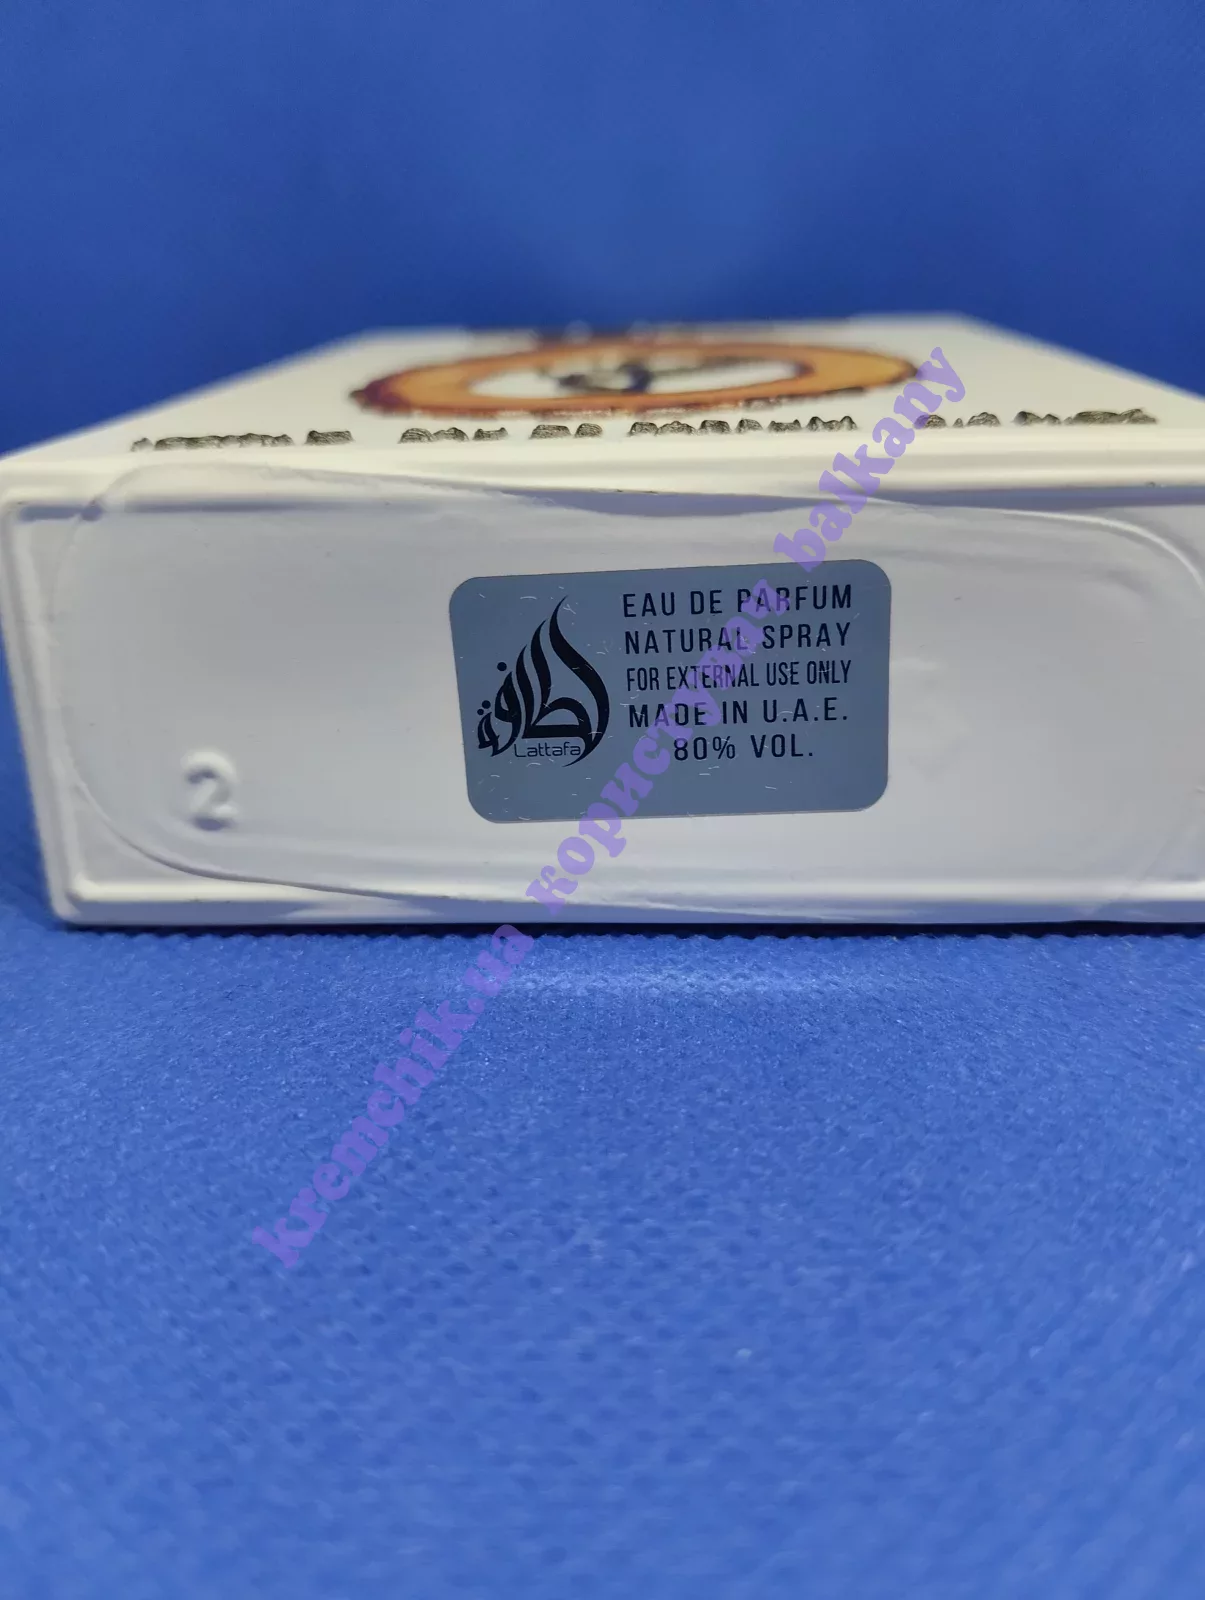 EAU DE PARFUM
NATURAL SPRAY
FOR EXTERNAL USE ONLY
MADE IN U.A.E.
80% VOL.
لطافة
Lattafa
2
kremchik.ua користувач balkany